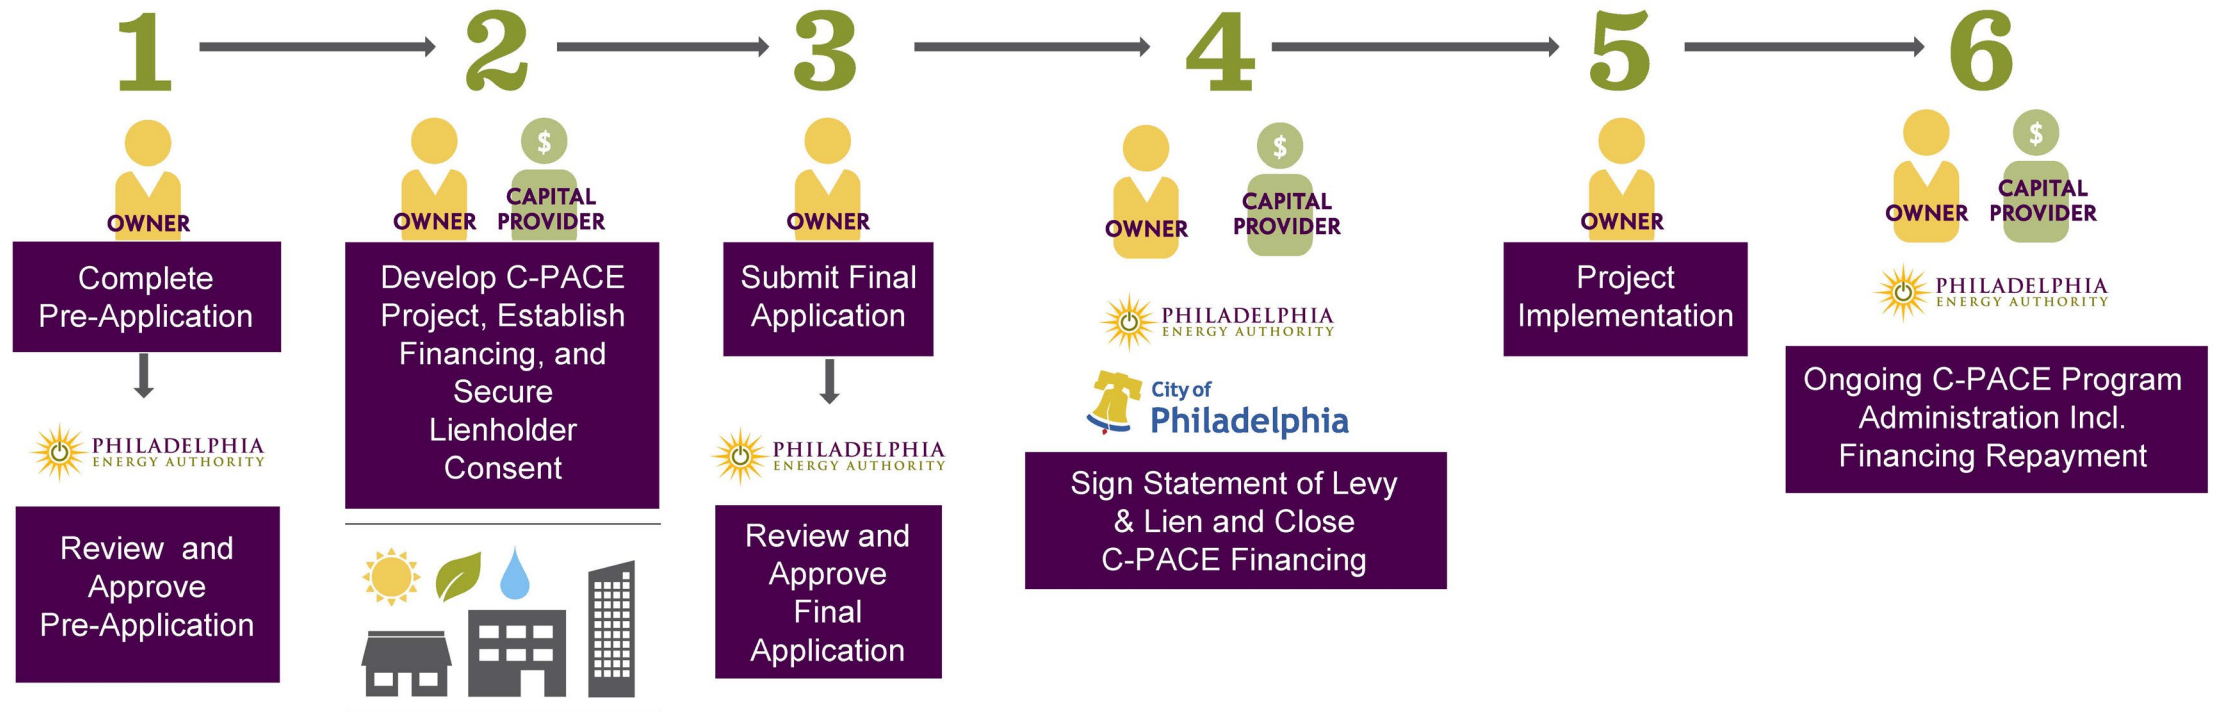 1
2
3
4
5
6
OWNER
Complete
Pre-Application
PHILADELPHIA
ENERGY AUTHORITY
Review and
Approve
Pre-Application
OWNER
$
CAPITAL
PROVIDER
Develop C-PACE
Project, Establish
Financing, and
Secure
Lienholder
Consent
OWNER
Submit Final
Application
PHILADELPHIA
ENERGY AUTHORITY
Review and
Approve
Final
Application
OWNER
$
CAPITAL
PROVIDER
PHILADELPHIA
ENERGY AUTHORITY
City of
Philadelphia
Sign Statement of Levy
& Lien and Close
C-PACE Financing
OWNER
Project
Implementation
OWNER
$
CAPITAL
PROVIDER
PHILADELPHIA
ENERGY AUTHORITY
Ongoing C-PACE Program
Administration Incl.
Financing Repayment